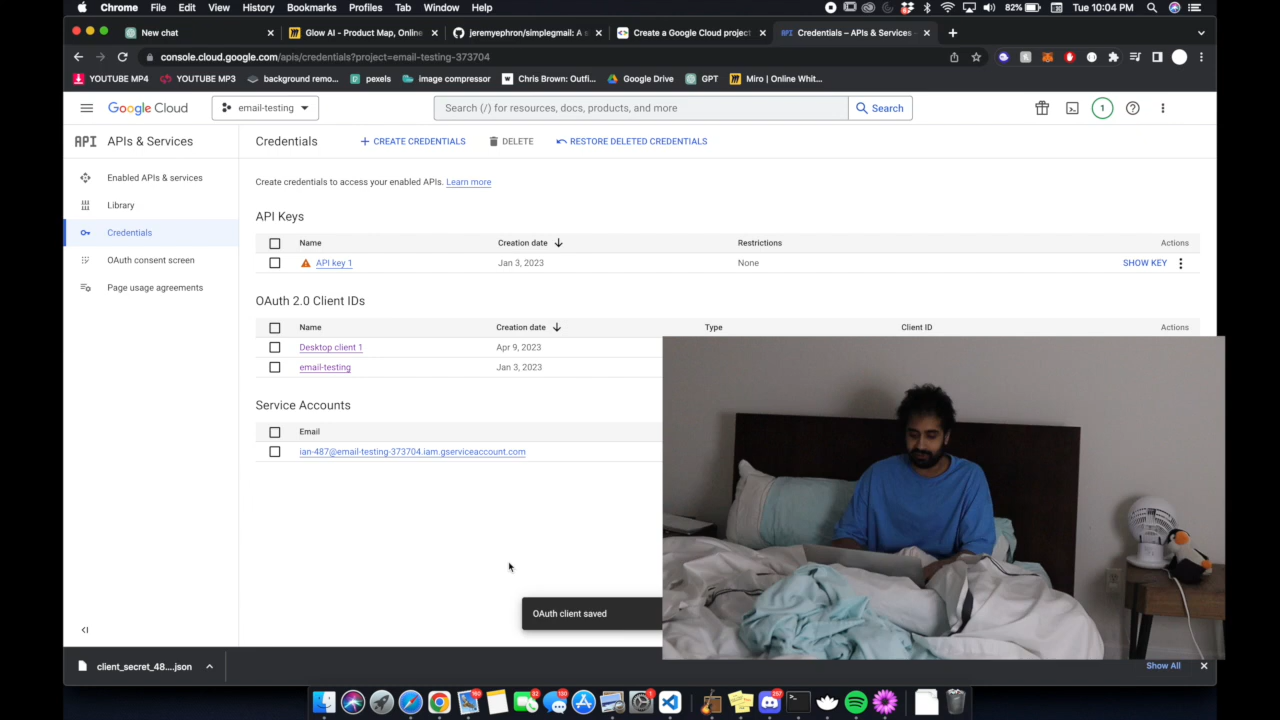 Chrome File Edit View History Bookmarks Profiles Tab Window Help 82% Tue 10:04 PM
New chat Glow AI - Product Map, Online jeremyephron/simplegmail: A s Create a Google Cloud project Credentials – APIs & Services -
console.cloud.google.com/apis/credentials?project=email-testing-373704
YOUTUBE MP4 YOUTUBE MP3 background remo... pexels image compressor Chris Brown: Outfi... Google Drive GPT Miro | Online Whit...
Google Cloud email-testing Search (/) for resources, docs, products, and more Search 1
API APIs & Services Credentials + CREATE CREDENTIALS DELETE RESTORE DELETED CREDENTIALS
Enabled APIs & services
Library
Credentials
OAuth consent screen
Page usage agreements
Create credentials to access your enabled APIs. Learn more
API Keys
Name Creation date Restrictions Actions
API key 1 Jan 3, 2023 None SHOW KEY
OAuth 2.0 Client IDs
Name Creation date Type Client ID Actions
Desktop client 1 Apr 9, 2023
email-testing Jan 3, 2023
Service Accounts
Email
ian-487@email-testing-373704.iam.gserviceaccount.com
OAuth client saved
client_secret_48....json Show All